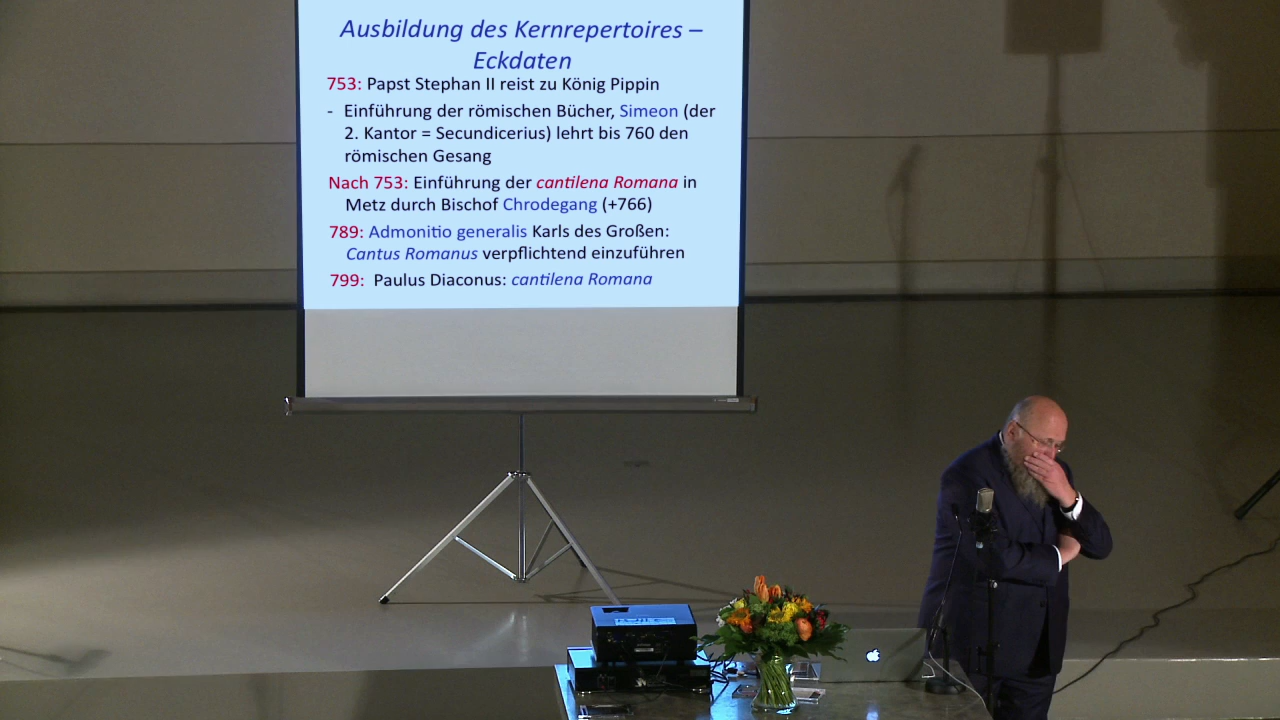 Ausbildung des Kernrepertoires –
Eckdaten
753: Papst Stephan II reist zu König Pippin
- Einführung der römischen Bücher, Simeon (der
2. Kantor = Secundicerius) lehrt bis 760 den
römischen Gesang
Nach 753: Einführung der cantilena Romana in
Metz durch Bischof Chrodegang (+766)
789: Admonitio generalis Karls des Großen:
Cantus Romanus verpflichtend einzuführen
799: Paulus Diaconus: cantilena Romana